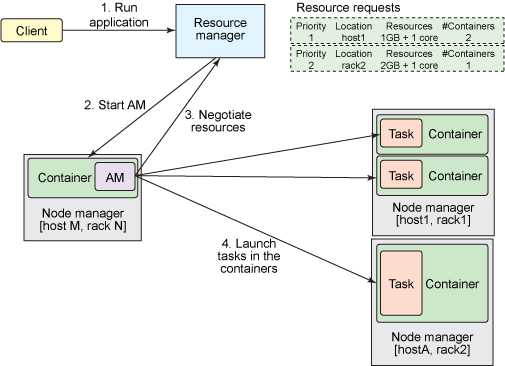 1. Run
application
Client
Resource
manager
Resource requests
Priority Location Resources #Containers
1 host1 1GB + 1 core 2
Priority Location Resources #Containers
2 rack2 2GB + 1 core 1
2. Start AM
3. Negotiate
resources
Container AM
Node manager
[host M, rack N]
Task Container
Task Container
Node manager
[host1, rack1]
4. Launch
tasks in the
containers
Task Container
Node manager
[hostA, rack2]